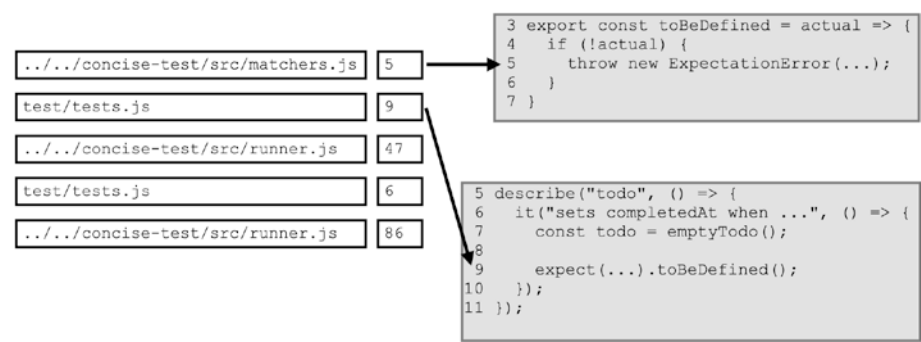 ../../concise-test/src/matchers.js 5
test/tests.js 9
../../concise-test/src/runner.js 47
test/tests.js 6
../../concise-test/src/runner.js 86
3 export const toBeDefined = actual => {
4   if (!actual) {
5     throw new ExpectationError(...);
6   }
7 }
5 describe("todo", () => {
6   it("sets completedAt when ...", () => {
7     const todo = emptyTodo();
8
9     expect(...).toBeDefined();
10   });
11 });